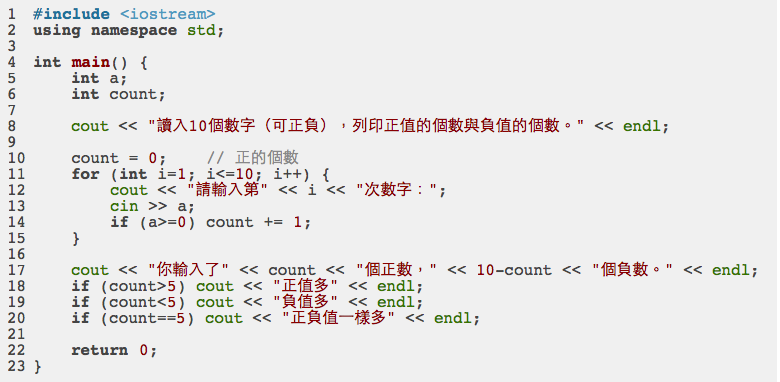 1 #include <iostream>
2 using namespace std;
3
4 int main() {
5     int a;
6     int count;
7
8     cout << "讀入10個數字（可正負），列印正值的個數與負值的個數。" << endl;
9
10     count = 0;     // 正的個數
11     for (int i=1; i<=10; i++) {
12         cout << "請輸入第" << i << "次數字：";
13         cin >> a;
14         if (a>=0) count += 1;
15     }
16
17     cout << "你輸入了" << count << "個正數，" << 10-count << "個負數。" << endl;
18     if (count>5) cout << "正值多" << endl;
19     if (count<5) cout << "負值多" << endl;
20     if (count==5) cout << "正負值一樣多" << endl;
21
22     return 0;
23 }